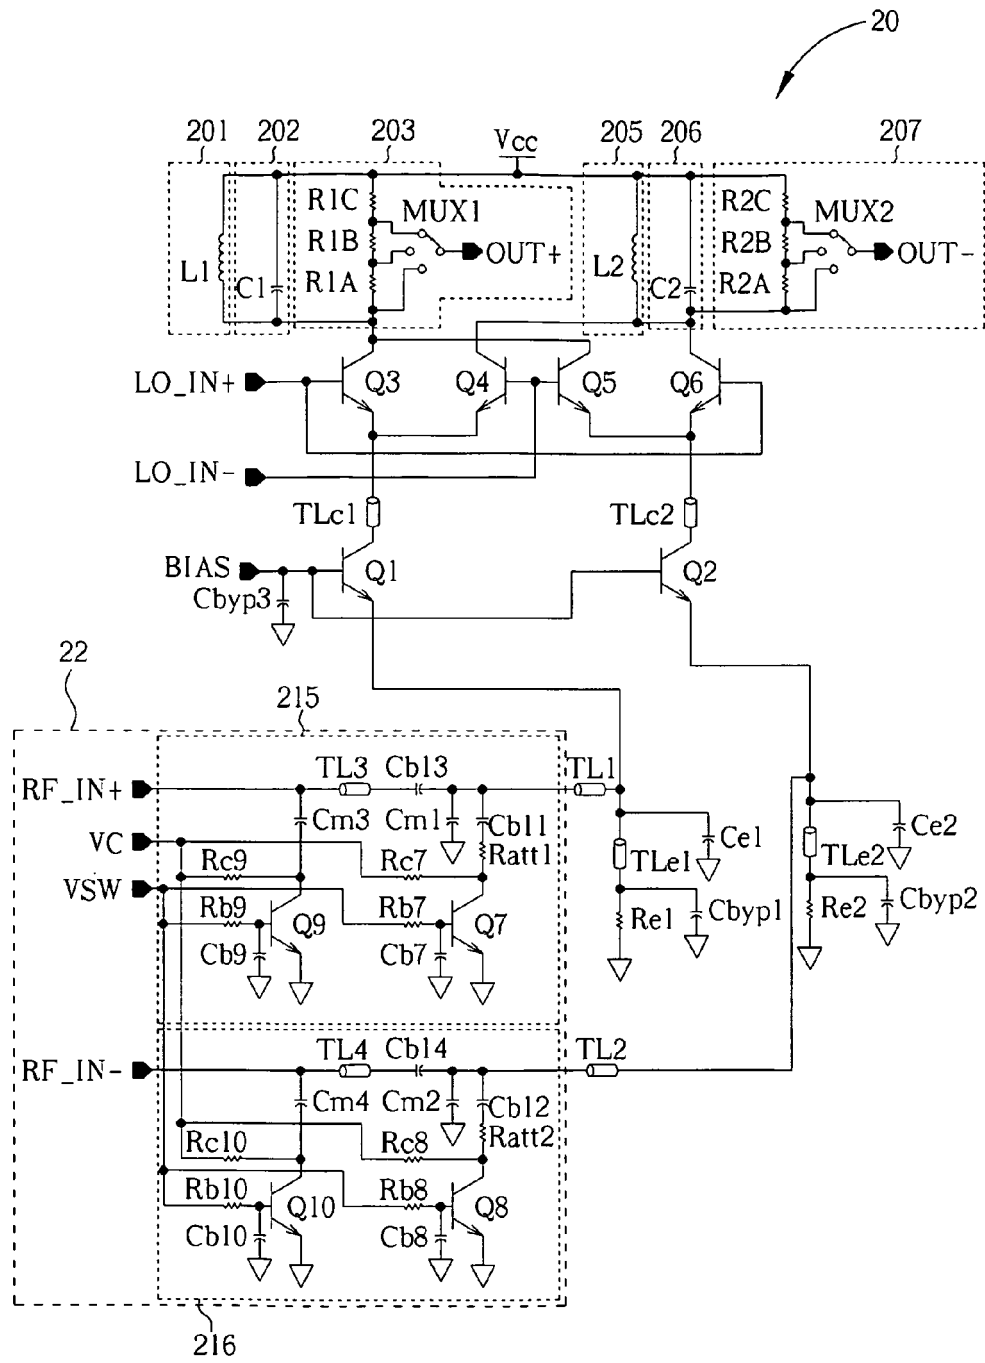 20
201 202 203 Vcc 205 206 207
R1C MUX1 R2C MUX2
R1B OUT+ R2B OUT-
L1 C1 R1A L2 C2 R2A
LO_IN+ Q3 Q4 Q5 Q6
LO_IN-
TLc1 TLc2
BIAS Q1 Q2
Cbyp3
22
215
RF_IN+ TL3 Cb13 TL1
Cm3 Cm1 Cb11 Ce1 Ce2
VC Ratt1 TLe1 TLe2
Rc9 Rc7
VSW Rb9 Rb7 Cbyp1 Cbyp2
Q9 Q7 Re1 Re2
Cb9 Cb7
RF_IN- TL4 Cb14 TL2
Cm4 Cm2 Cb12
Ratt2
Rc10 Rc8
Rb10 Rb8
Q10 Q8
Cb10 Cb8
216